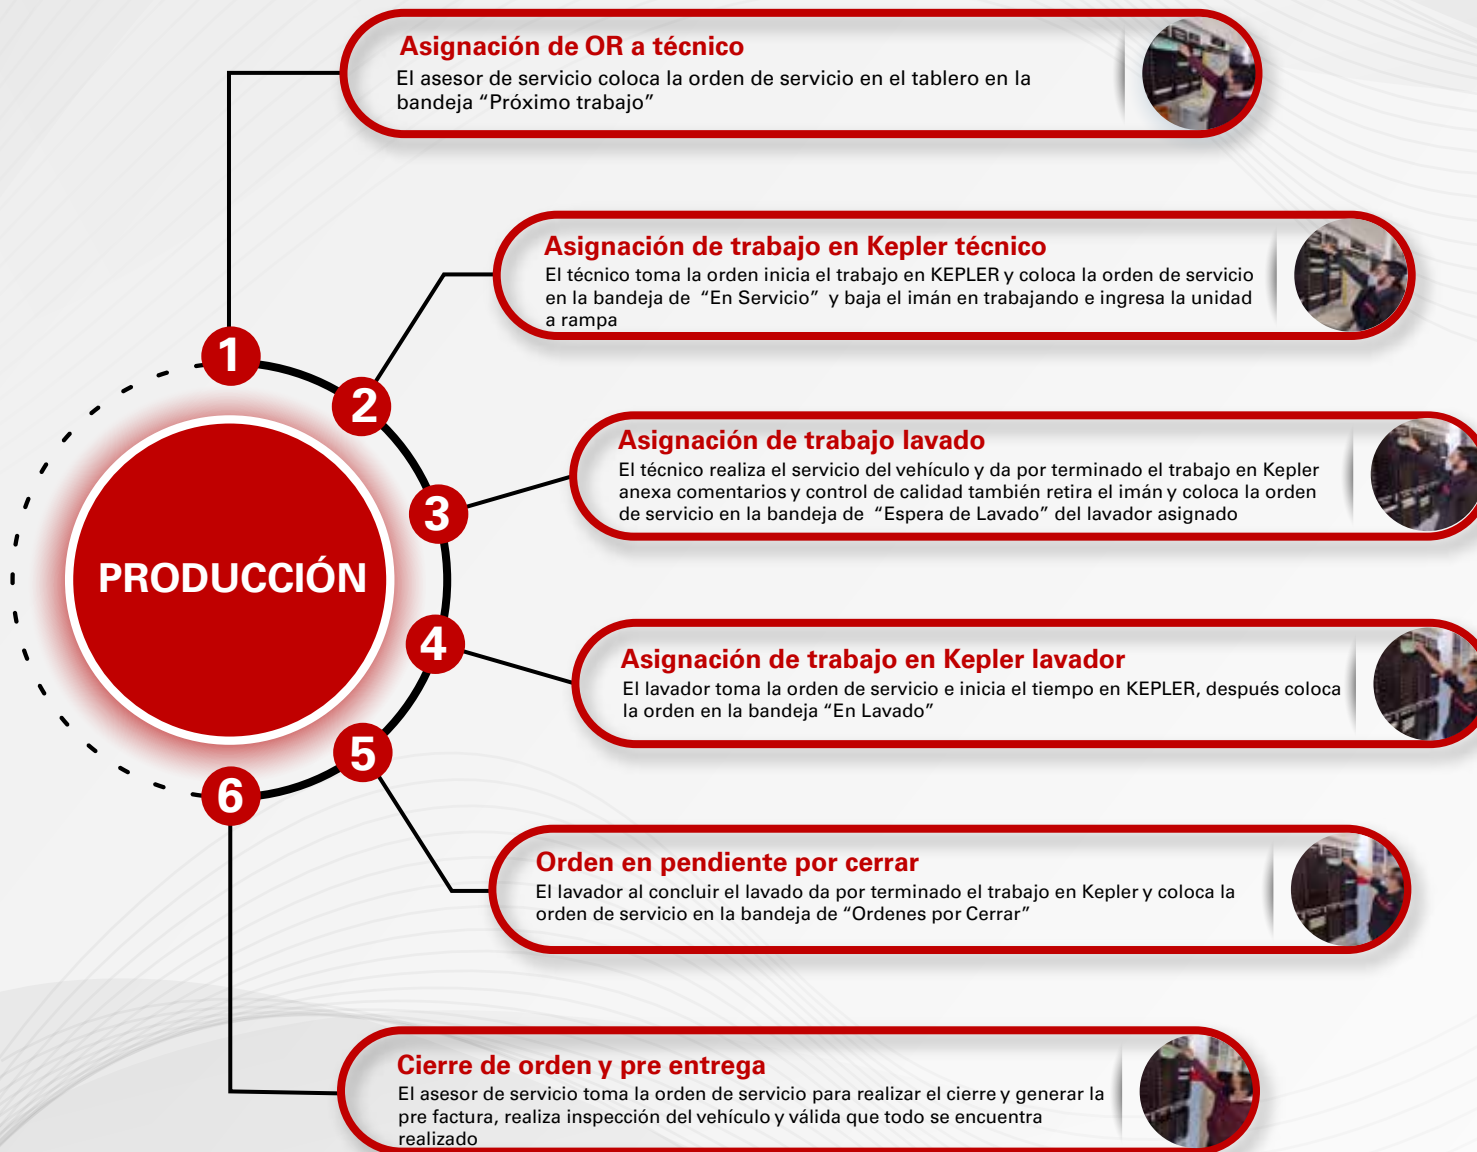 Asignación de OR a técnico
El asesor de servicio coloca la orden de servicio en el tablero en la
bandeja “Próximo trabajo”
Asignación de trabajo en Kepler técnico
El técnico toma la orden inicia el trabajo en KEPLER y coloca la orden de servicio
en la bandeja de “En Servicio” y baja el imán en trabajando e ingresa la unidad
a rampa
1
2
Asignación de trabajo lavado
El técnico realiza el servicio del vehículo y da por terminado el trabajo en Kepler
anexa comentarios y control de calidad también retira el imán y coloca la orden
de servicio en la bandeja de “Espera de Lavado” del lavador asignado
3
PRODUCCIÓN
4
Asignación de trabajo en Kepler lavador
El lavador toma la orden de servicio e inicia el tiempo en KEPLER, después coloca
la orden en la bandeja “En Lavado”
5
6
Orden en pendiente por cerrar
El lavador al concluir el lavado da por terminado el trabajo en Kepler y coloca la
orden de servicio en la bandeja de “Ordenes por Cerrar”
Cierre de orden y pre entrega
El asesor de servicio toma la orden de servicio para realizar el cierre y generar la
pre factura, realiza inspección del vehículo y válida que todo se encuentra
realizado